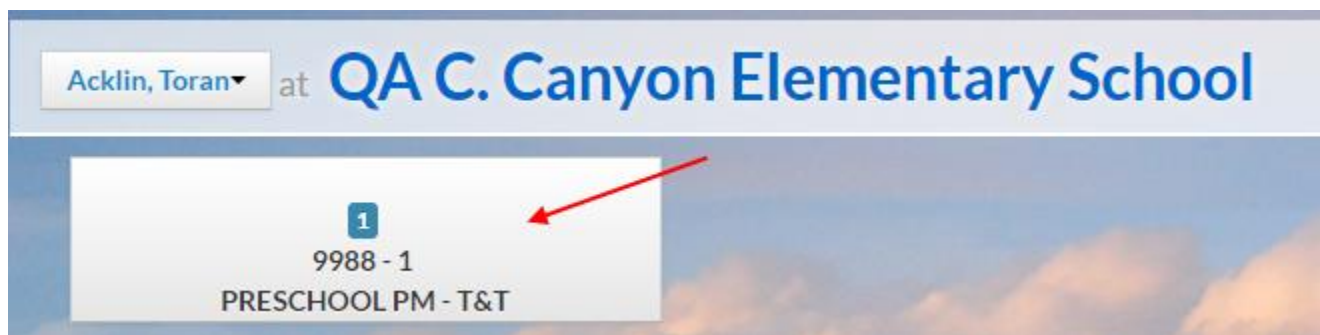 Acklin, Toran at QA C. Canyon Elementary School
1
9988 - 1
PRESCHOOL PM - T&T